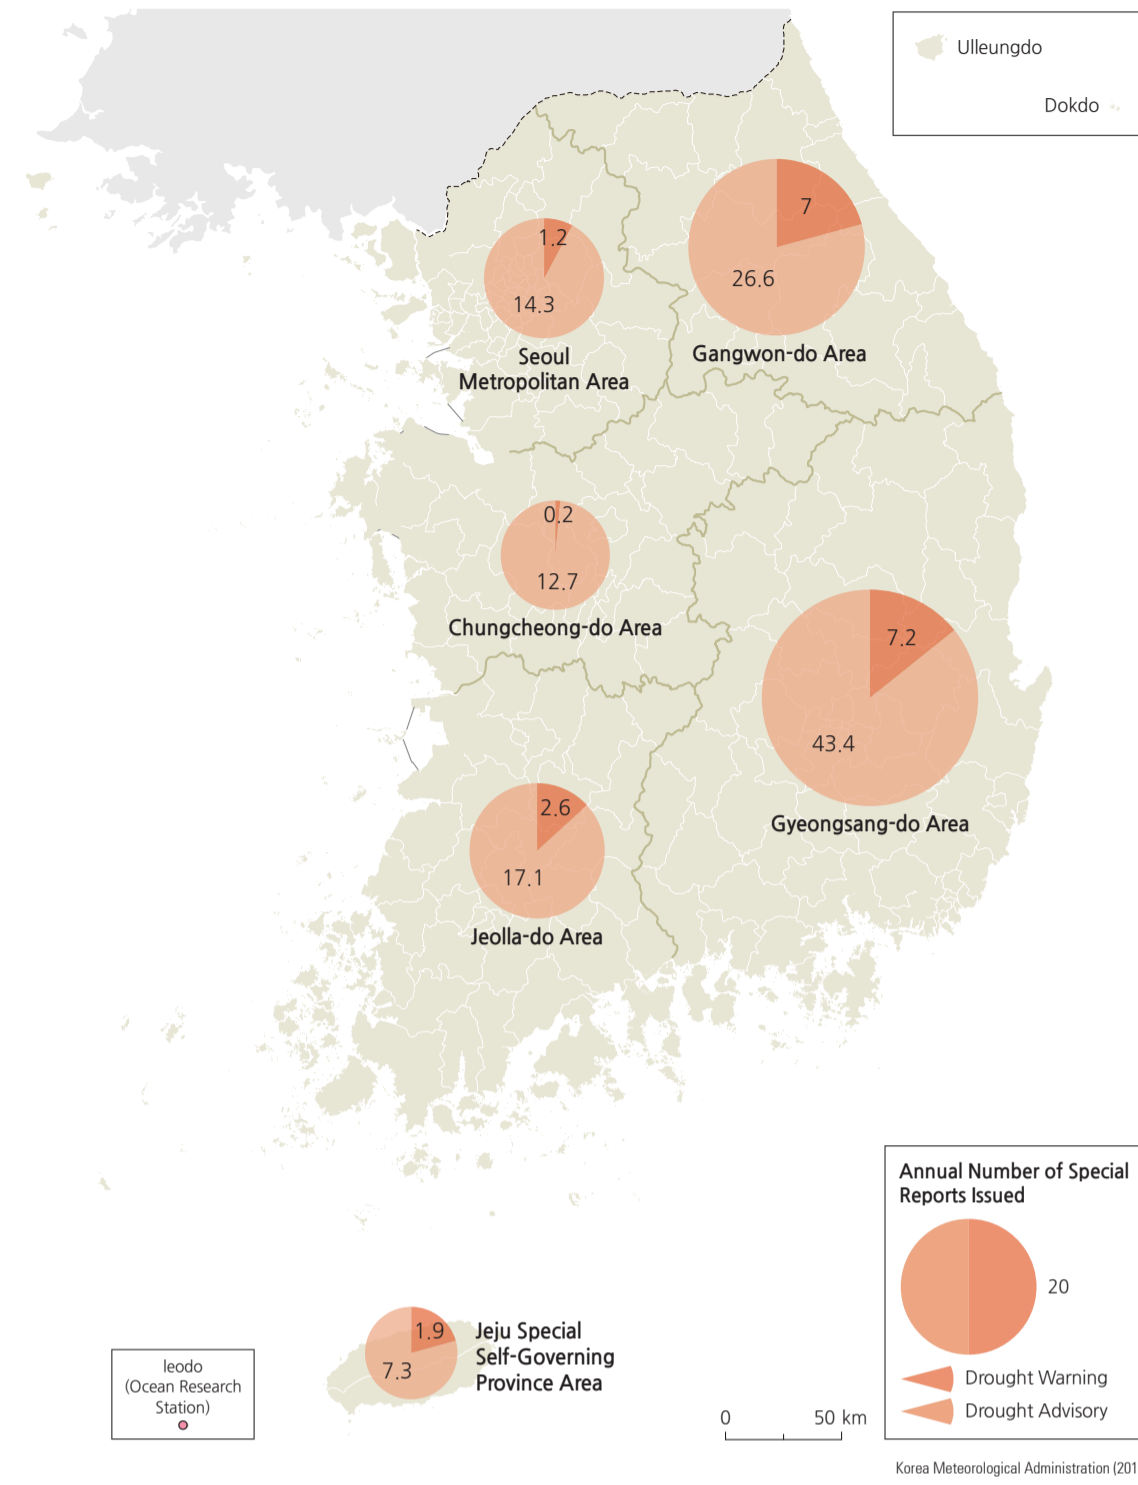 Ulleungdo
Dokdo
7
26.6
Gangwon-do Area
1.2
14.3
Seoul
Metropolitan Area
0.2
12.7
Chungcheong-do Area
7.2
43.4
Gyeongsang-do Area
2.6
17.1
Jeolla-do Area
1.9
7.3
Jeju Special
Self-Governing
Province Area
Ieodo
(Ocean Research
Station)
0 50 km
Annual Number of Special
Reports Issued
20
Drought Warning
Drought Advisory
Korea Meteorological Administration (201